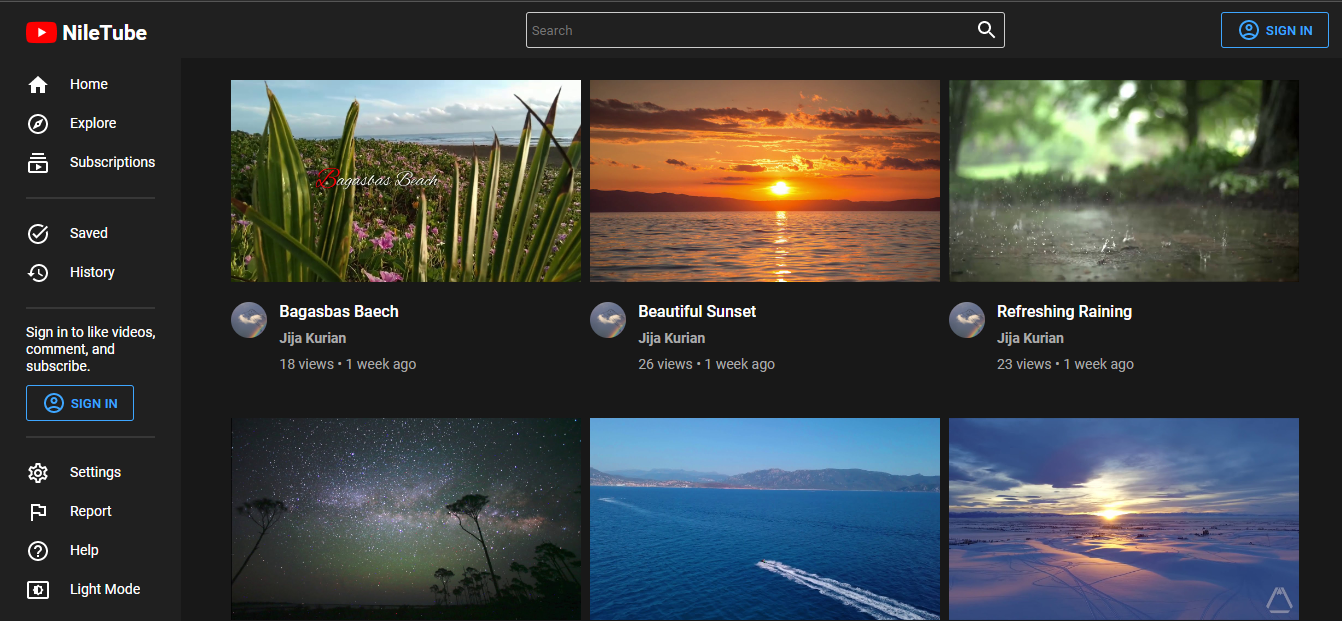 NileTube
Search
SIGN IN
Home
Explore
Subscriptions
Saved
History
Sign in to like videos,
comment, and
subscribe.
SIGN IN
Settings
Report
Help
Light Mode
Bagasbas Beach
Bagasbas Baech
Jija Kurian
18 views • 1 week ago
Beautiful Sunset
Jija Kurian
26 views • 1 week ago
Refreshing Raining
Jija Kurian
23 views • 1 week ago